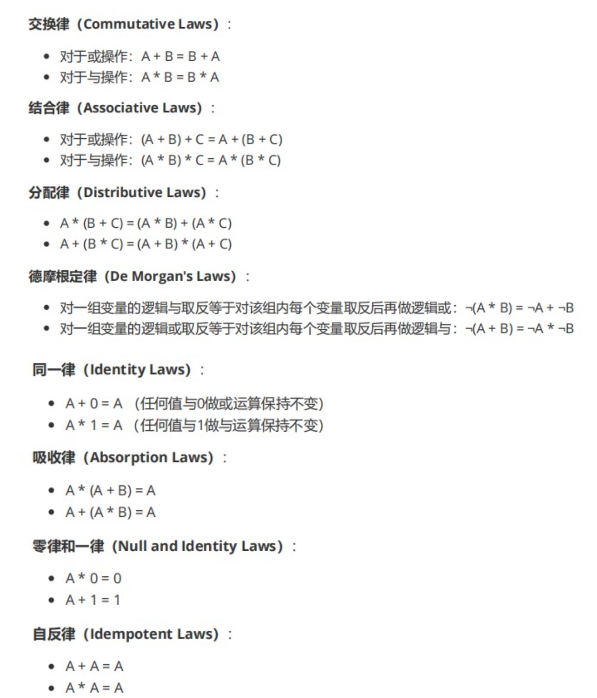 交换律（Commutative Laws）:
• 对于或操作：A + B = B + A
• 对于与操作：A * B = B * A
结合律（Associative Laws）:
• 对于或操作：(A + B) + C = A + (B + C)
• 对于与操作：(A * B) * C = A * (B * C)
分配律（Distributive Laws）:
• A * (B + C) = (A * B) + (A * C)
• A + (B * C) = (A + B) * (A + C)
德摩根定律（De Morgan's Laws）:
• 对一组变量的逻辑与取反等于对该组内每个变量取反后再做逻辑或：¬(A * B) = ¬A + ¬B
• 对一组变量的逻辑或取反等于对该组内每个变量取反后再做逻辑与：¬(A + B) = ¬A * ¬B
同一律（Identity Laws）:
• A + 0 = A （任何值与0做或运算保持不变）
• A * 1 = A （任何值与1做与运算保持不变）
吸收律（Absorption Laws）:
• A * (A + B) = A
• A + (A * B) = A
零律和一律（Null and Identity Laws）:
• A * 0 = 0
• A + 1 = 1
自反律（Idempotent Laws）:
• A + A = A
• A * A = A